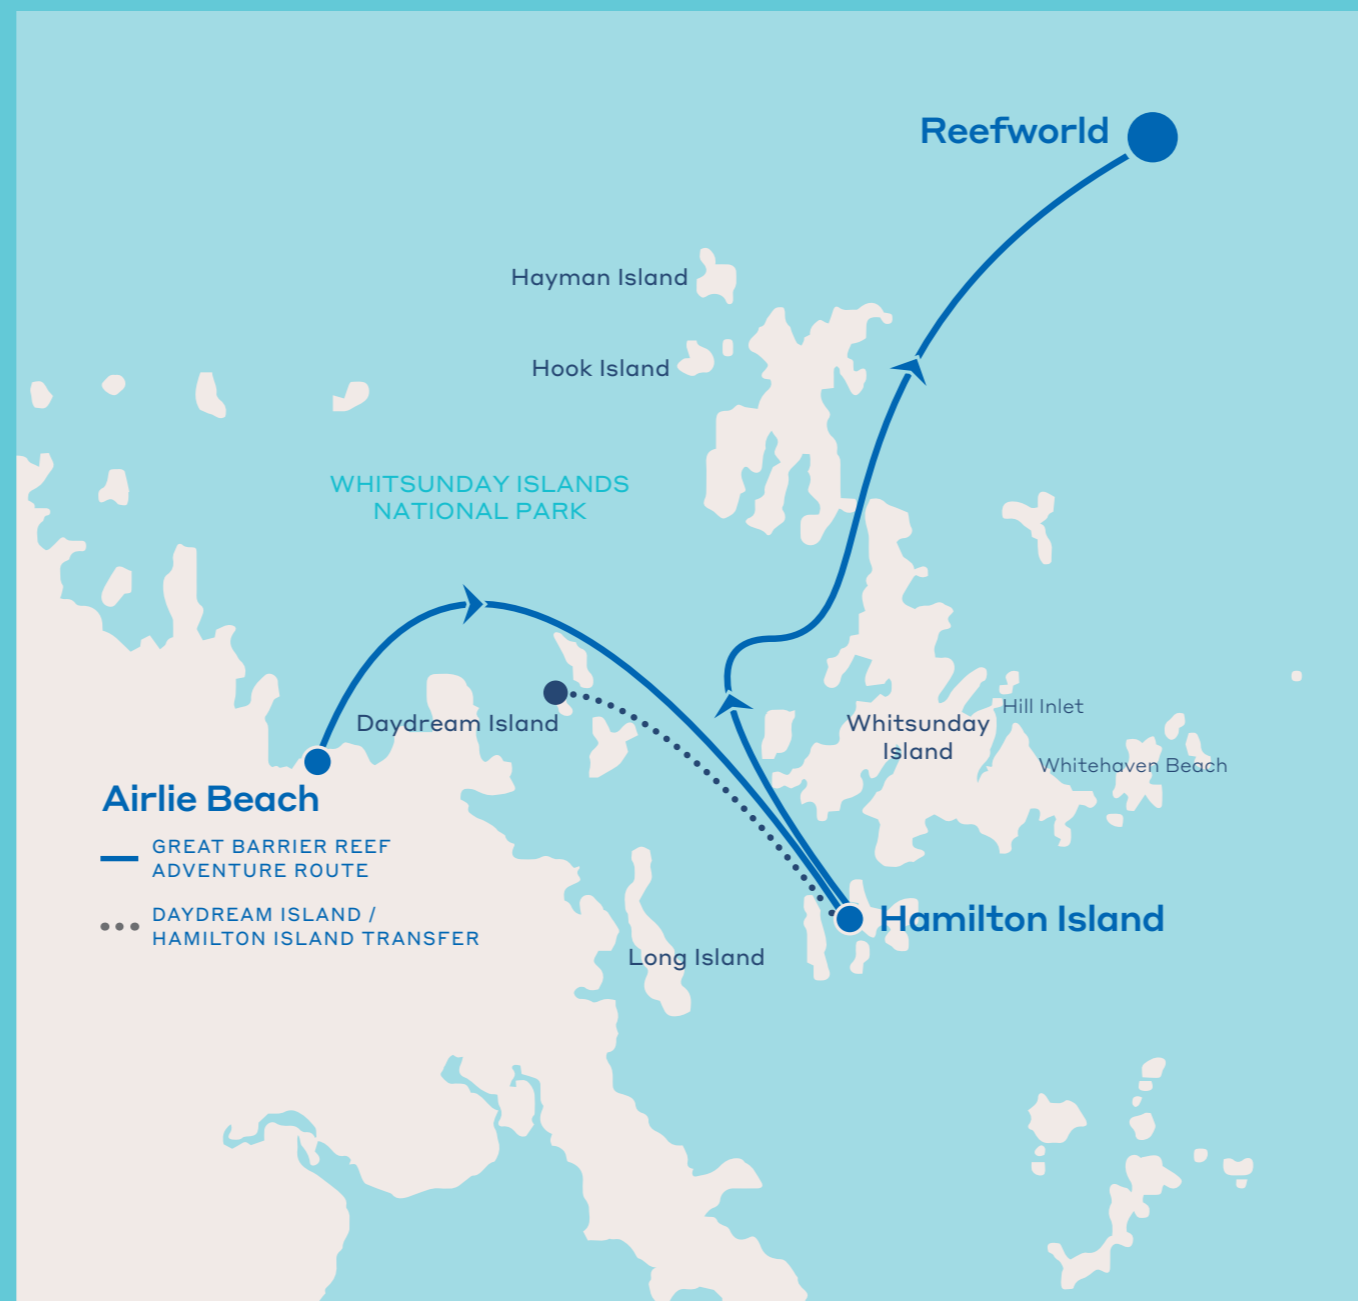 Reefworld
Hayman Island
Hook Island
WHITSUNDAY ISLANDS
NATIONAL PARK
Hill Inlet
Daydream Island
Whitsunday
Island
Whitehaven Beach
Airlie Beach
GREAT BARRIER REEF
ADVENTURE ROUTE
DAYDREAM ISLAND /
HAMILTON ISLAND TRANSFER
Hamilton Island
Long Island